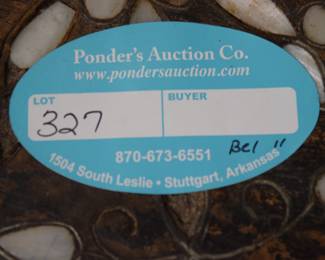 Ponder's Auction Co.
www.pondersauction.com
LOT BUYER
327
870-673-6551
1504 South Leslie • Stuttgart, Arkansas